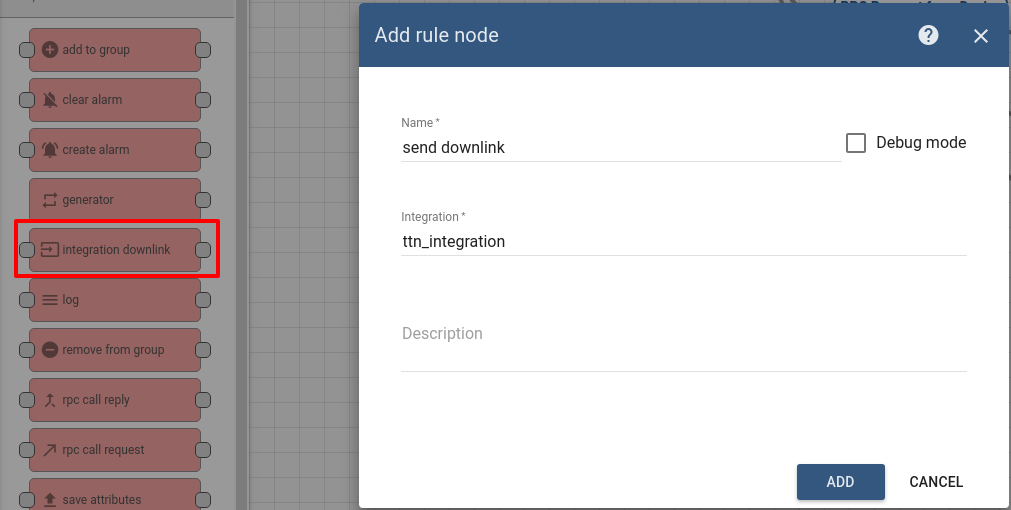 add to group
clear alarm
create alarm
generator
integration downlink
log
remove from group
rpc call reply
rpc call request
save attributes
Add rule node
?
Name *
send downlink
Debug mode
Integration *
ttn_integration
Description
ADD
CANCEL